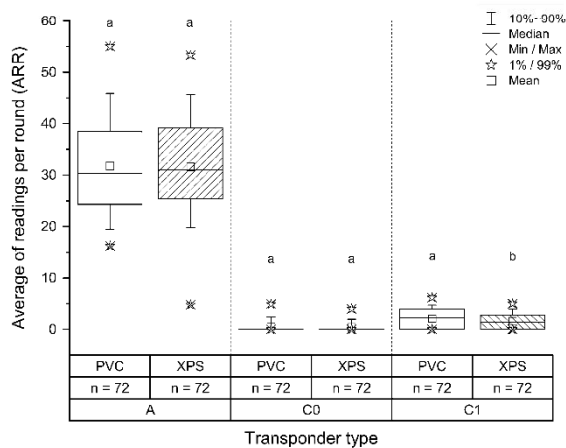 60
50
40
30
20
10
0
Average of readings per round (ARR)
a a a a a b
10%- 90%
Median
Min / Max
1% / 99%
Mean
PVC XPS PVC XPS PVC XPS
n = 72 n = 72 n = 72 n = 72 n = 72 n = 72
A C0 C1
Transponder type